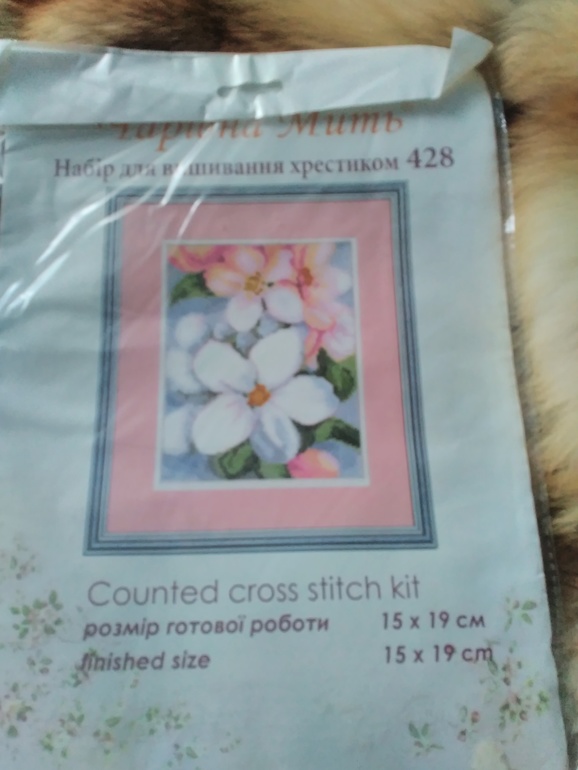 Чарівна Мить
Набір для вишивання хрестиком 428
Counted cross stitch kit
розмір готової роботи 15 х 19 см
finished size 15 x 19 cm